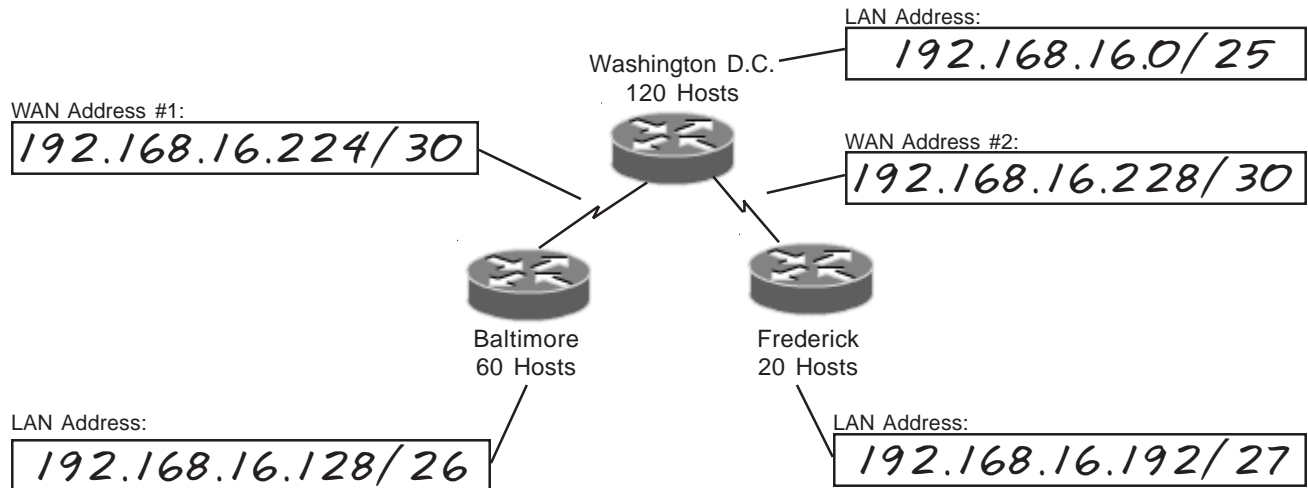 LAN Address:
192.168.16.0/25
Washington D.C.
120 Hosts
WAN Address #1:
192.168.16.224/30
WAN Address #2:
192.168.16.228/30
Baltimore
60 Hosts
Frederick
20 Hosts
LAN Address:
192.168.16.128/26
LAN Address:
192.168.16.192/27